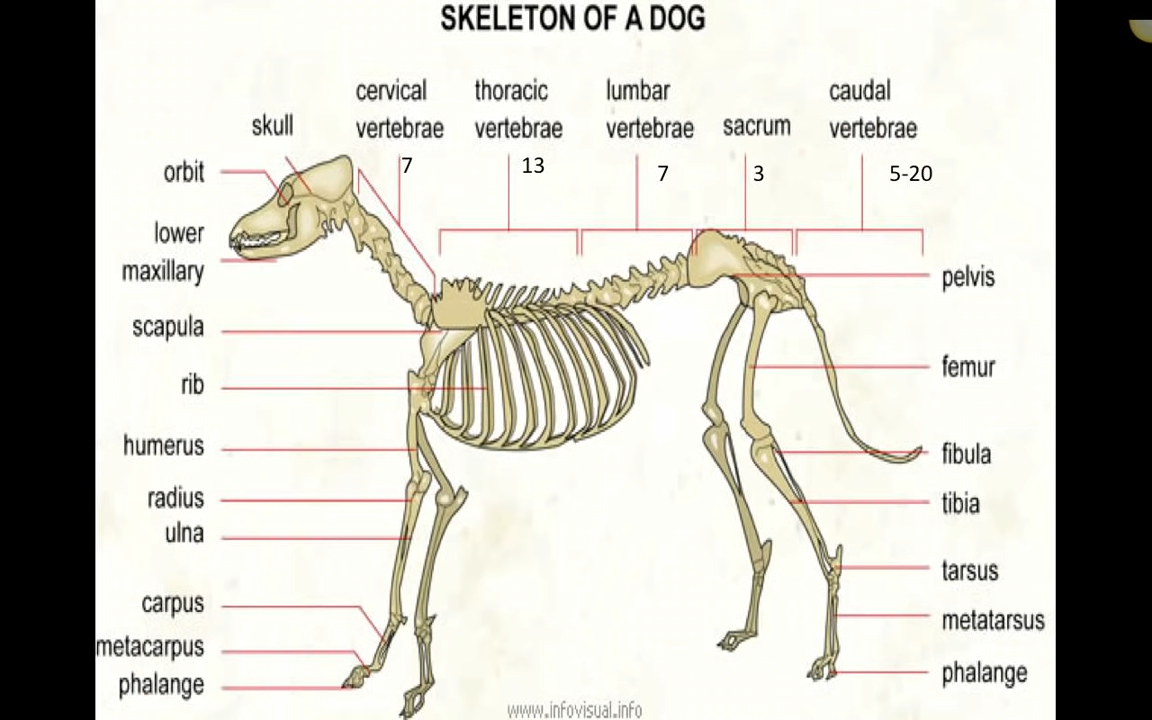 SKELETON OF A DOG
cervical
vertebrae
thoracic
vertebrae
lumbar
vertebrae
sacrum
caudal
vertebrae
7
13
7
3
5-20
skull
orbit
lower
maxillary
scapula
rib
humerus
radius
ulna
carpus
metacarpus
phalange
pelvis
femur
fibula
tibia
tarsus
metatarsus
phalange
www.infovisual.info